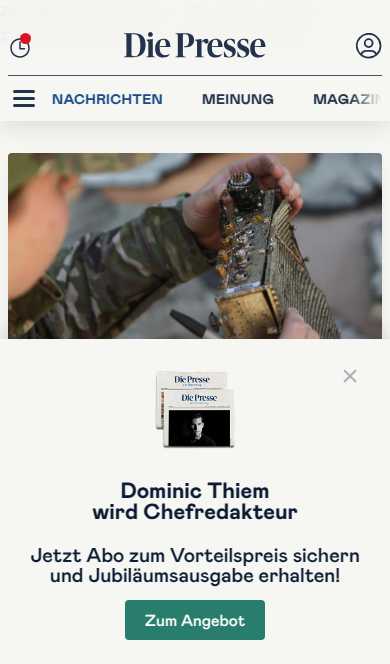 Die Presse
NACHRICHTEN
MEINUNG
MAGAZIN
Die Presse
Die Presse
Dominic Thiem
wird Chefredakteur
Jetzt Abo zum Vorteilspreis sichern
und Jubiläumsausgabe erhalten!
Zum Angebot